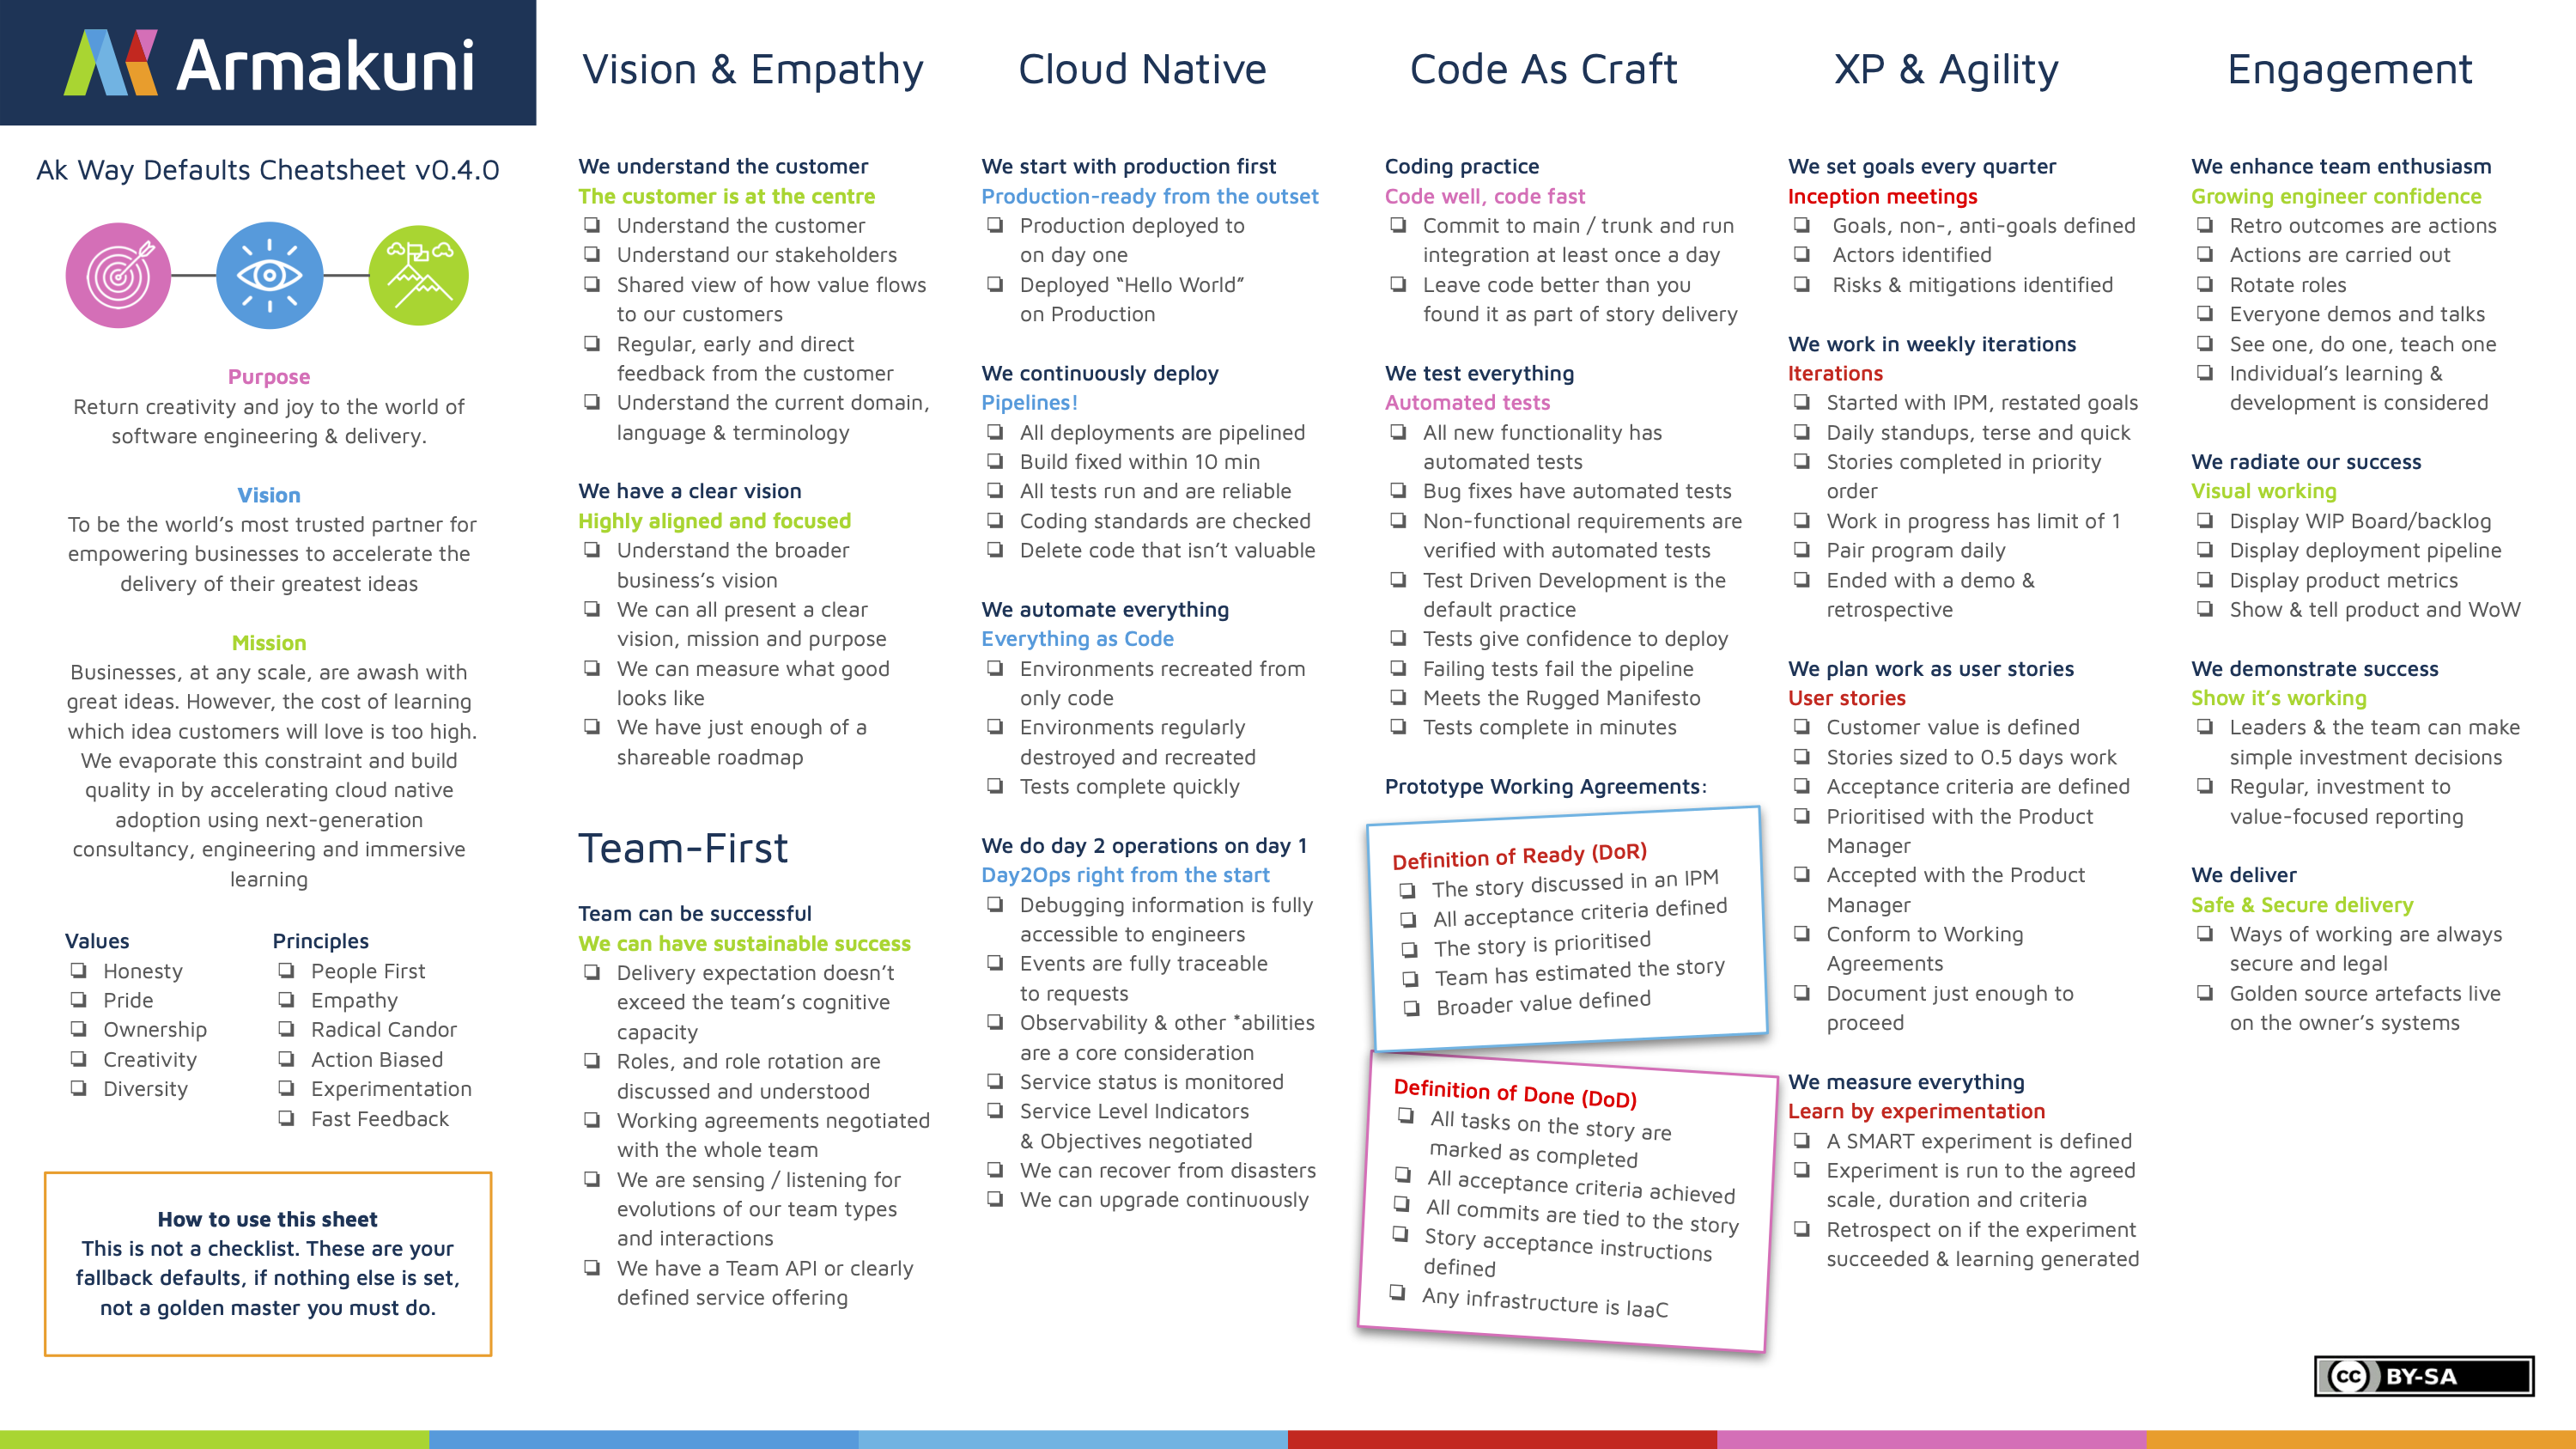 Armakuni
Ak Way Defaults Cheatsheet v0.4.0
Purpose
Return creativity and joy to the world of
software engineering & delivery.
Vision
To be the world's most trusted partner for
empowering businesses to accelerate the
delivery of their greatest ideas
Mission
Businesses, at any scale, are awash with
great ideas. However, the cost of learning
which idea customers will love is too high.
We evaporate this constraint and build
quality in by accelerating cloud native
adoption using next-generation
consultancy, engineering and immersive
learning
Values
❏ Honesty
❏ Pride
❏ Ownership
❏ Creativity
❏ Diversity
Principles
❏ People First
❏ Empathy
❏ Radical Candor
❏ Action Biased
❏ Experimentation
❏ Fast Feedback
How to use this sheet
This is not a checklist. These are your
fallback defaults, if nothing else is set,
not a golden master you must do.
Vision & Empathy
We understand the customer
The customer is at the centre
❏ Understand the customer
❏ Understand our stakeholders
❏ Shared view of how value flows
to our customers
❏ Regular, early and direct
feedback from the customer
❏ Understand the current domain,
language & terminology
We have a clear vision
Highly aligned and focused
❏ Understand the broader
business's vision
❏ We can all present a clear
vision, mission and purpose
❏ We can measure what good
looks like
❏ We have just enough of a
shareable roadmap
Team-First
Team can be successful
We can have sustainable success
❏ Delivery expectation doesn't
exceed the team's cognitive
capacity
❏ Roles, and role rotation are
discussed and understood
❏ Working agreements negotiated
with the whole team
❏ We are sensing / listening for
evolutions of our team types
and interactions
❏ We have a Team API or clearly
defined service offering
Cloud Native
We start with production first
Production-ready from the outset
❏ Production deployed to
on day one
❏ Deployed “Hello World”
on Production
We continuously deploy
Pipelines!
❏ All deployments are pipelined
❏ Build fixed within 10 min
❏ All tests run and are reliable
❏ Coding standards are checked
❏ Delete code that isn't valuable
We automate everything
Everything as Code
❏ Environments recreated from
only code
❏ Environments regularly
destroyed and recreated
❏ Tests complete quickly
We do day 2 operations on day 1
Day2Ops right from the start
❏ Debugging information is fully
accessible to engineers
❏ Events are fully traceable
to requests
❏ Observability & other *abilities
are a core consideration
❏ Service status is monitored
❏ Service Level Indicators
& Objectives negotiated
❏ We can recover from disasters
❏ We can upgrade continuously
Code As Craft
Coding practice
Code well, code fast
❏ Commit to main / trunk and run
integration at least once a day
❏ Leave code better than you
found it as part of story delivery
We test everything
Automated tests
❏ All new functionality has
automated tests
❏ Bug fixes have automated tests
❏ Non-functional requirements are
verified with automated tests
❏ Test Driven Development is the
default practice
❏ Tests give confidence to deploy
❏ Failing tests fail the pipeline
❏ Meets the Rugged Manifesto
❏ Tests complete in minutes
Prototype Working Agreements:
Definition of Ready (DoR)
❏ The story discussed in an IPM
❏ All acceptance criteria defined
❏ The story is prioritised
❏ Team has estimated the story
❏ Broader value defined
Definition of Done (DoD)
❏ All tasks on the story are
marked as completed
❏ All acceptance criteria achieved
❏ All commits are tied to the story
❏ Story acceptance instructions
defined
❏ Any infrastructure is IaaC
XP & Agility
We set goals every quarter
Inception meetings
❏ Goals, non-, anti-goals defined
❏ Actors identified
❏ Risks & mitigations identified
We work in weekly iterations
Iterations
❏ Started with IPM, restated goals
❏ Daily standups, terse and quick
❏ Stories completed in priority
order
❏ Work in progress has limit of 1
❏ Pair program daily
❏ Ended with a demo &
retrospective
We plan work as user stories
User stories
❏ Customer value is defined
❏ Stories sized to 0.5 days work
❏ Acceptance criteria are defined
❏ Prioritised with the Product
Manager
❏ Accepted with the Product
Manager
❏ Conform to Working
Agreements
❏ Document just enough to
proceed
We measure everything
Learn by experimentation
❏ A SMART experiment is defined
❏ Experiment is run to the agreed
scale, duration and criteria
❏ Retrospect on if the experiment
succeeded & learning generated
Engagement
We enhance team enthusiasm
Growing engineer confidence
❏ Retro outcomes are actions
❏ Actions are carried out
❏ Rotate roles
❏ Everyone demos and talks
❏ See one, do one, teach one
❏ Individual's learning &
development is considered
We radiate our success
Visual working
❏ Display WIP Board/backlog
❏ Display deployment pipeline
❏ Display product metrics
❏ Show & tell product and WoW
We demonstrate success
Show it's working
❏ Leaders & the team can make
simple investment decisions
❏ Regular, investment to
value-focused reporting
We deliver
Safe & Secure delivery
❏ Ways of working are always
secure and legal
❏ Golden source artefacts live
on the owner's systems
cc BY-SA